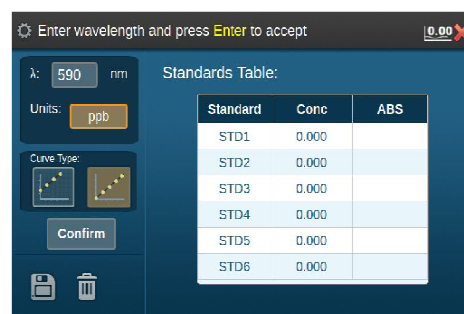 Enter wavelength and press Enter to accept
0.00
λ: 590 nm
Units: ppb
Curve Type:
Confirm
Standards Table:
Standard Conc ABS
STD1 0.000
STD2 0.000
STD3 0.000
STD4 0.000
STD5 0.000
STD6 0.000